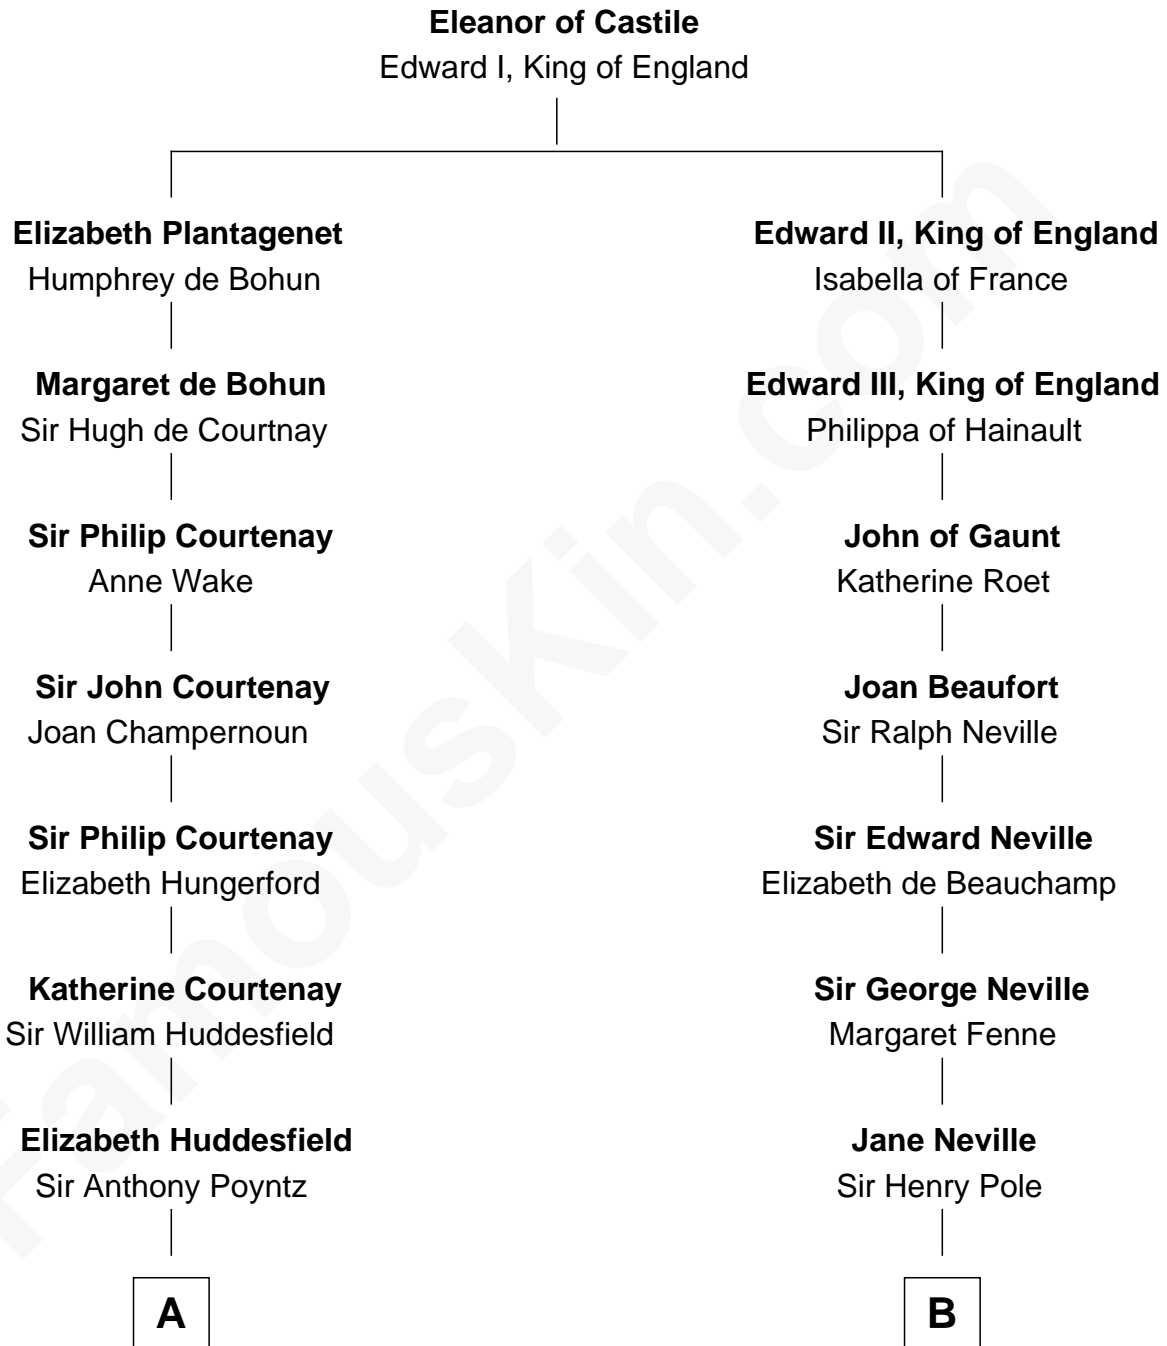 Eleanor of Castile
Edward I, King of England
Elizabeth Plantagenet
Humphrey de Bohun
Edward II, King of England
Isabella of France
Margaret de Bohun
Sir Hugh de Courtnay
Edward III, King of England
Philippa of Hainault
Sir Philip Courtenay
Anne Wake
John of Gaunt
Katherine Roet
Sir John Courtenay
Joan Champernoun
Joan Beaufort
Sir Ralph Neville
Sir Philip Courtenay
Elizabeth Hungerford
Sir Edward Neville
Elizabeth de Beauchamp
Katherine Courtenay
Sir William Huddesfield
Sir George Neville
Margaret Fenne
Elizabeth Huddesfield
Sir Anthony Poyntz
Jane Neville
Sir Henry Pole
A
B
FamousKin.com